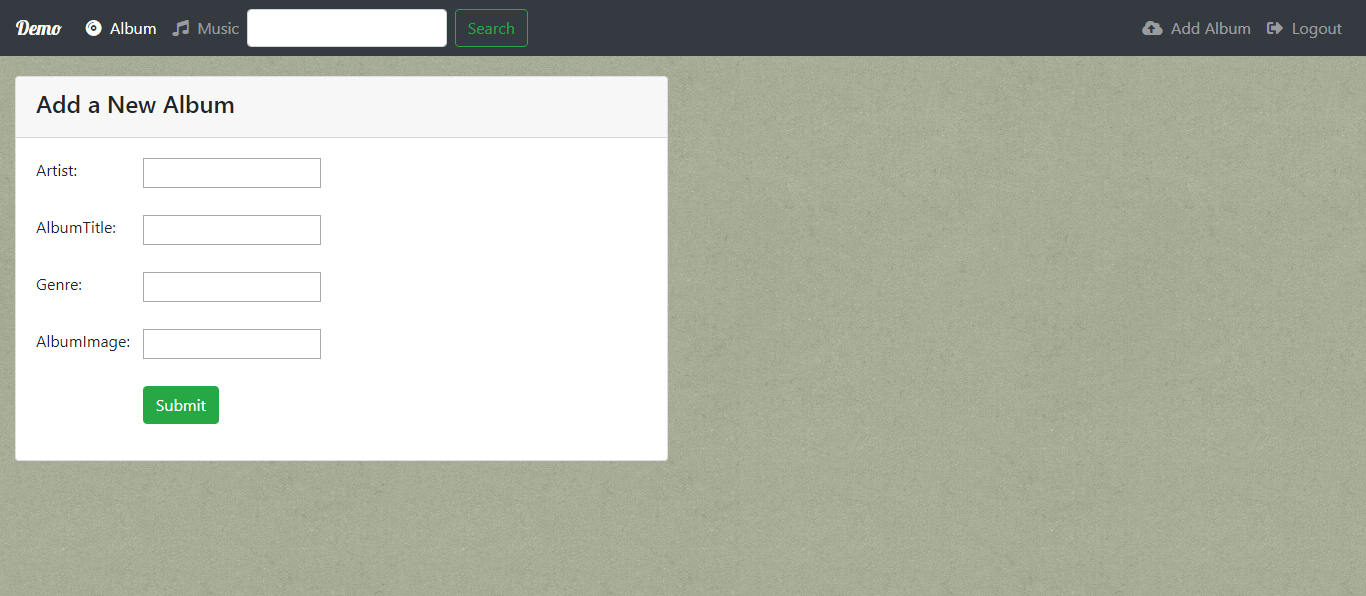 Demo Album Music Search Add Album Logout
Add a New Album
Artist:
AlbumTitle:
Genre:
AlbumImage:
Submit